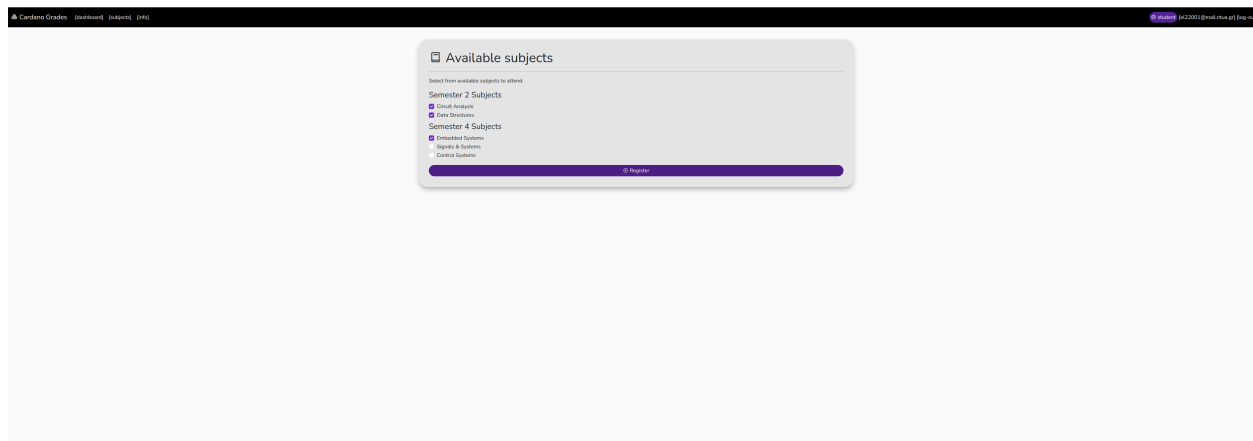 Cardano Grades [dashboard] [subjects] [info]
student [el22001@mail.ntua.gr] [log-ou
Available subjects
Select from available subjects to attend:
Semester 2 Subjects
Circuit Analysis
Data Structures
Semester 4 Subjects
Embedded Systems
Signals & Systems
Control Systems
Register